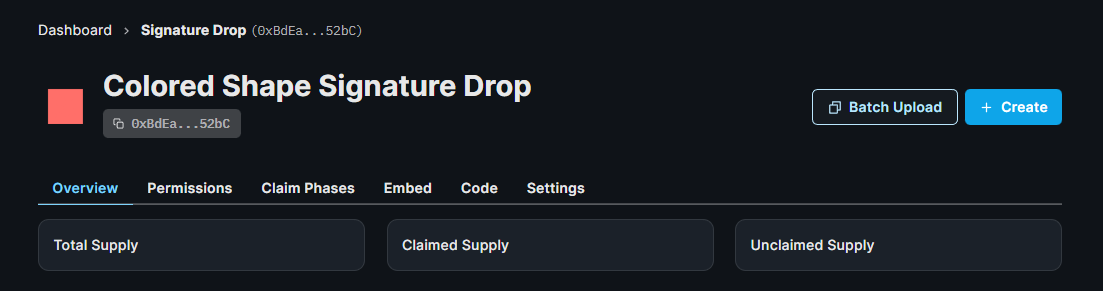 Dashboard > Signature Drop (0xBdEa...52bC)
Colored Shape Signature Drop
0xBdEa...52bC
Batch Upload
+ Create
Overview Permissions Claim Phases Embed Code Settings
Total Supply Claimed Supply Unclaimed Supply